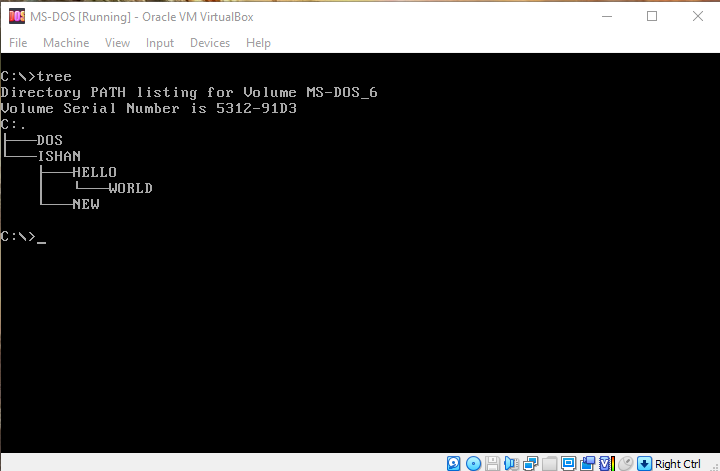 MS-DOS [Running] - Oracle VM VirtualBox
File Machine View Input Devices Help
C:\>tree
Directory PATH listing for Volume MS-DOS_6
Volume Serial Number is 5312-91D3
C:.
├───DOS
└───ISHAN
    ├───HELLO
    │   └───WORLD
    └───NEW
C:\>_
Right Ctrl